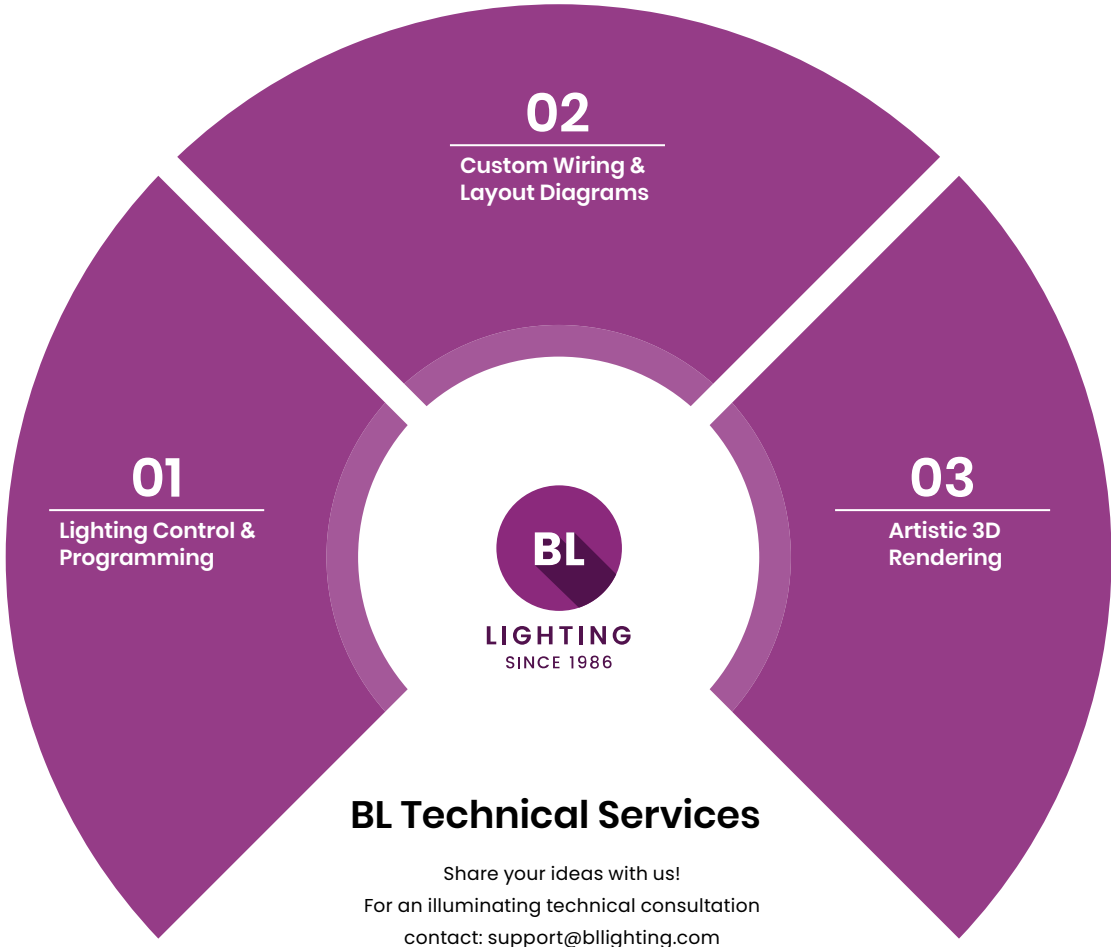 01
Lighting Control &
Programming
02
Custom Wiring &
Layout Diagrams
03
Artistic 3D
Rendering
BL
LIGHTING
SINCE 1986
BL Technical Services
Share your ideas with us!
For an illuminating technical consultation
contact: support@bllighting.com